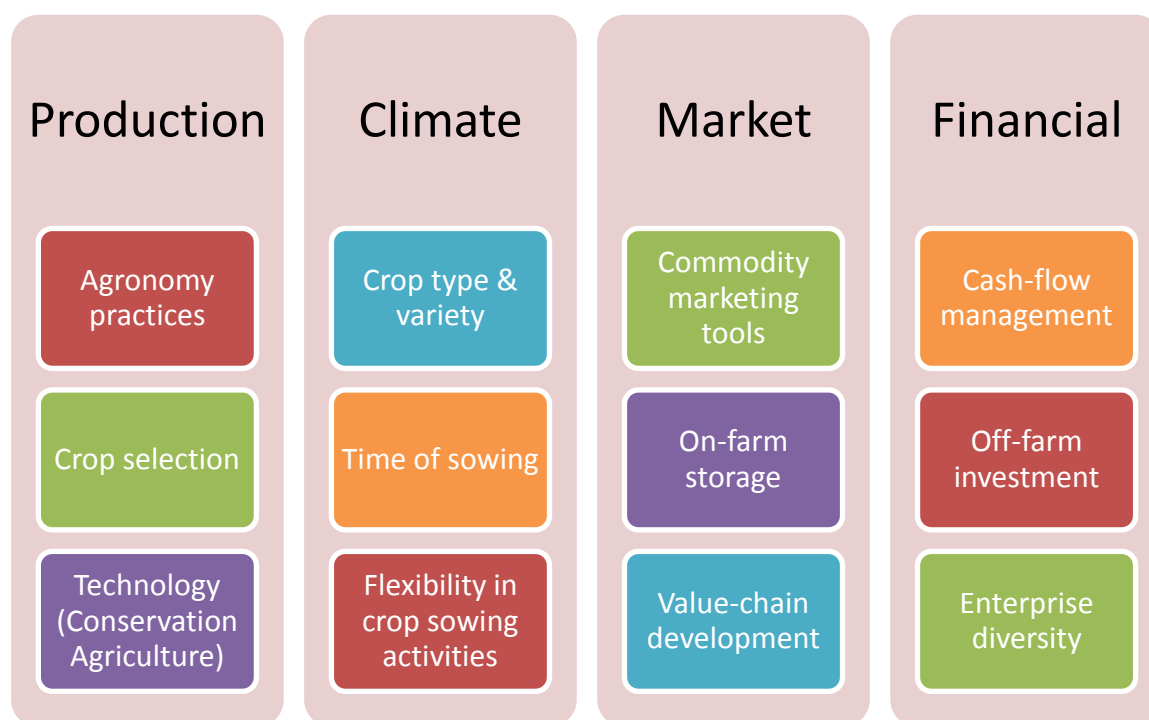 Production
Agronomy
practices
Crop selection
Technology
(Conservation
Agriculture)
Climate
Crop type &
variety
Time of sowing
Flexibility in
crop sowing
activities
Market
Commodity
marketing
tools
On-farm
storage
Value-chain
development
Financial
Cash-flow
management
Off-farm
investment
Enterprise
diversity